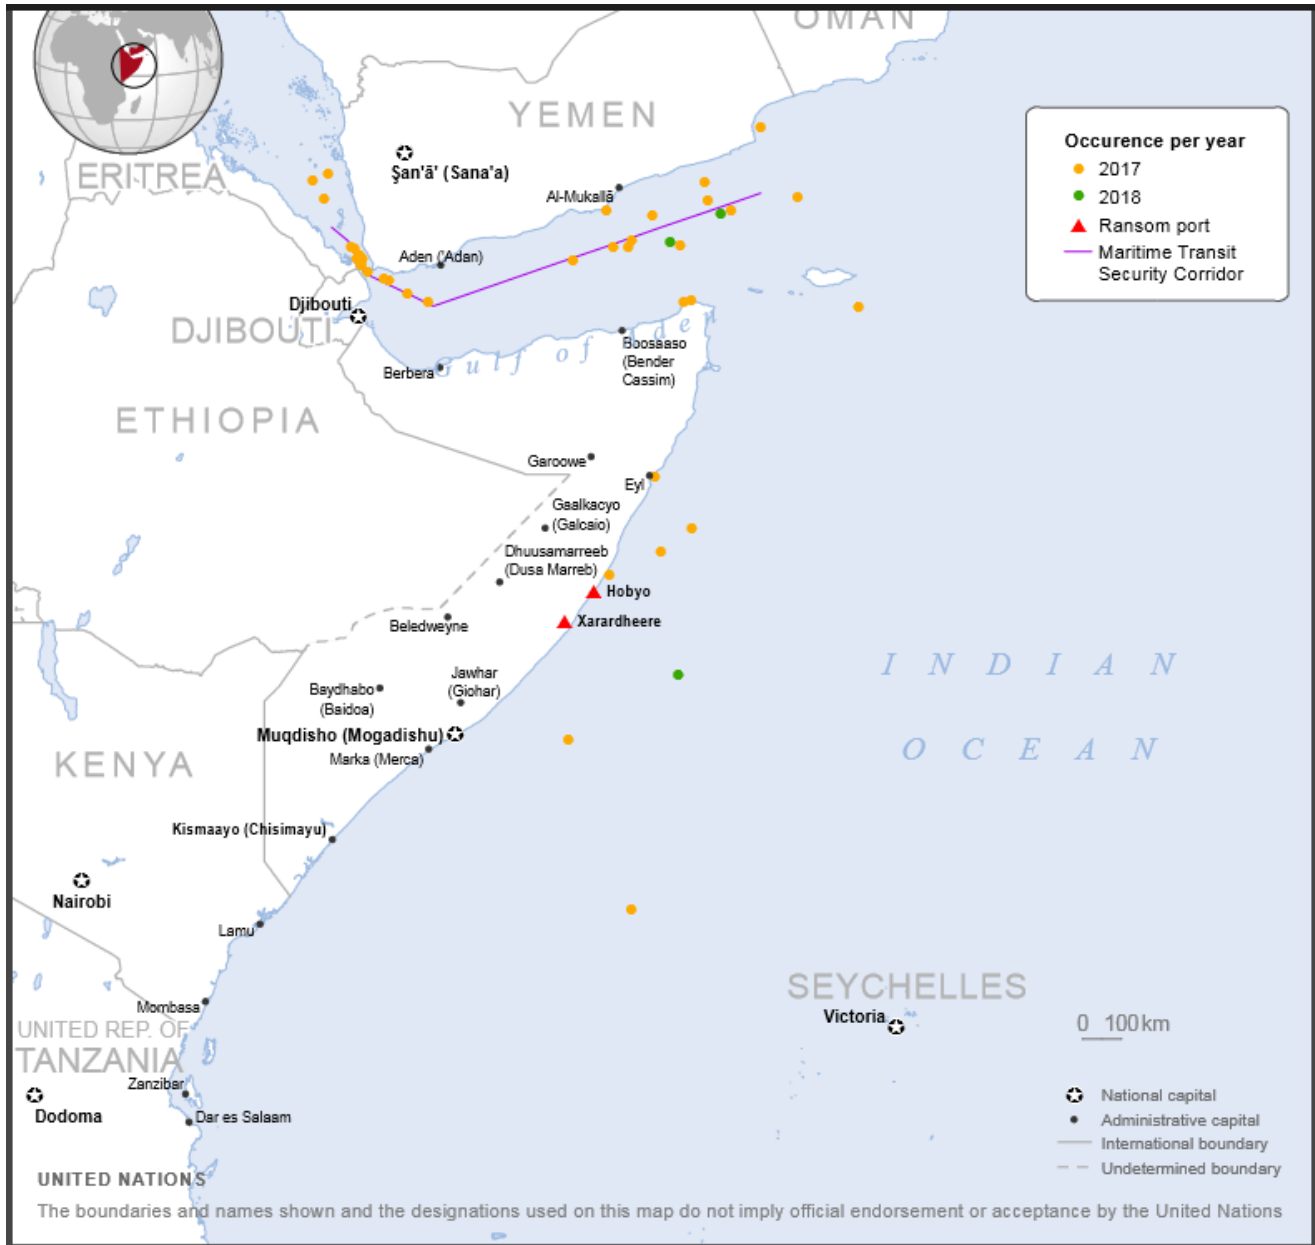 OMAN
YEMEN
ERITREA
Şan'ā' (Sana'a)
Al-Mukallā
Aden ('Adan)
Occurence per year
2017
2018
Ransom port
Maritime Transit
Security Corridor
Djibouti
DJIBOUTI
Gulf of Aden
Boosaaso
(Bender
Cassim)
Berbera
ETHIOPIA
Garoowe
Eyl
Gaalkacyo
(Galcaio)
Dhuusamarreeb
(Dusa Marreb)
Hobyo
Xarardheere
Beledweyne
INDIAN
OCEAN
Jawhar
(Giohar)
Baydhabo
(Baidoa)
Muqdisho (Mogadishu)
Marka (Merca)
KENYA
Kismaayo (Chisimayu)
Nairobi
Lamu
SEYCHELLES
Victoria
Mombasa
UNITED REP. OF
TANZANIA
0 100km
Zanzibar
Dodoma
Dar es Salaam
National capital
Administrative capital
International boundary
Undetermined boundary
UNITED NATIONS
The boundaries and names shown and the designations used on this map do not imply official endorsement or acceptance by the United Nations